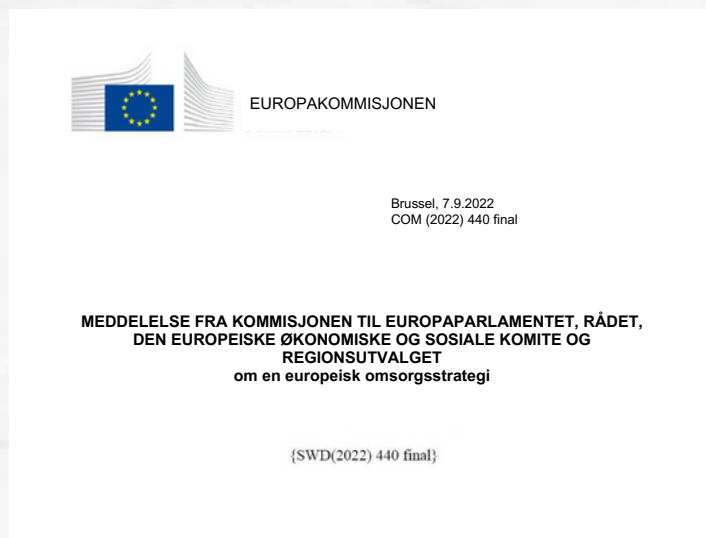 EUROPAKOMMISJONEN
Brussel, 7.9.2022
COM (2022) 440 final
MEDDELELSE FRA KOMMISJONEN TIL EUROPAPARLAMENTET, RÅDET,
DEN EUROPEISKE ØKONOMISKE OG SOSIALE KOMITE OG
REGIONSUTVALGET
om en europeisk omsorgsstrategi
{SWD(2022) 440 final}